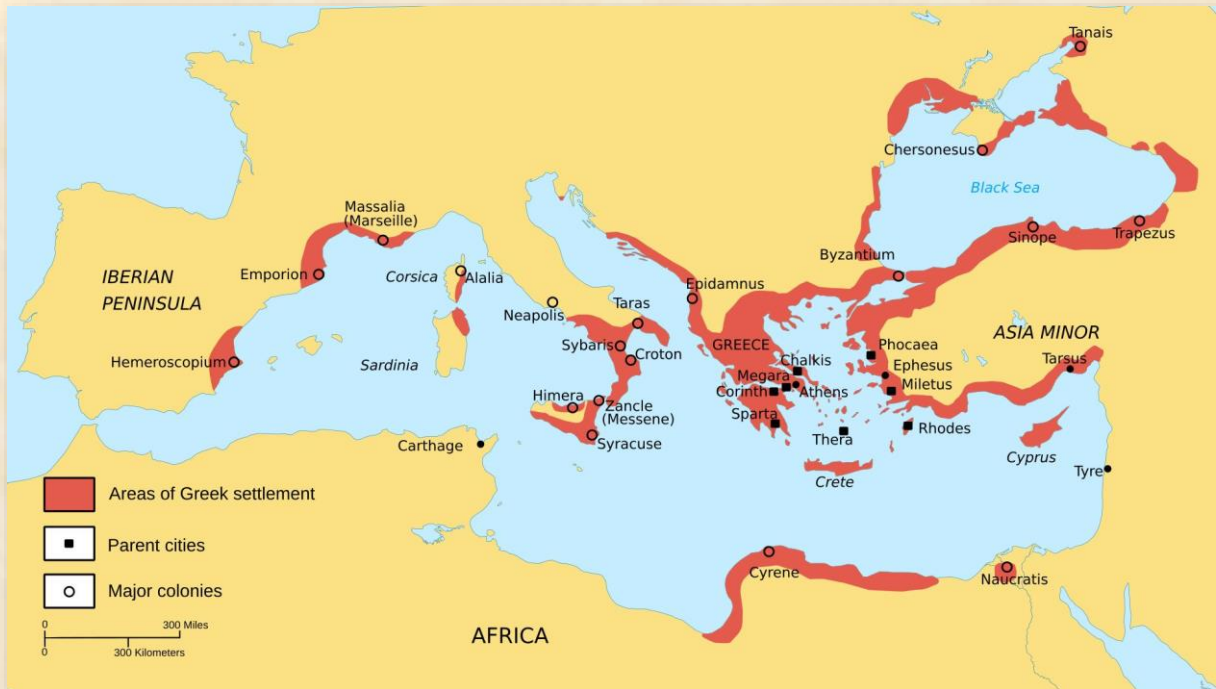 Tanais
Chersonesus
Black Sea
Massalia
(Marseille)
Sinope
Trapezus
Byzantium
IBERIAN
PENINSULA
Emporion
Corsica
Alalia
Epidamnus
Neapolis
Taras
ASIA MINOR
Sybaris
GREECE
Phocaea
Hemeroscopium
Sardinia
Croton
Chalkis
Ephesus
Tarsus
Megara
Miletus
Himera
Corinth
Athens
Zancle
(Messene)
Sparta
Rhodes
Carthage
Syracuse
Thera
Cyprus
Tyre
Crete
Areas of Greek settlement
Parent cities
Cyrene
Naucratis
Major colonies
0 300 Miles
0 300 Kilometers
AFRICA